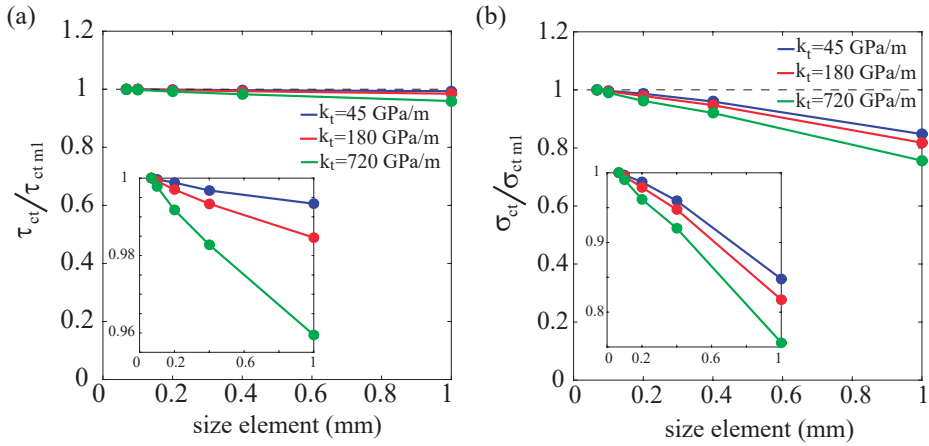 (a)
1.2
1
0.8
0.6
0.4
0.2
0
τct/τct m1
kt=45 GPa/m
kt=180 GPa/m
kt=720 GPa/m
1
0.98
0.96
0 0.2 0.6 1
0 0.2 0.4 0.6 0.8 1
size element (mm)
(b)
1.2
1
0.8
0.6
0.4
0.2
0
σct/σct m1
kt=45 GPa/m
kt=180 GPa/m
kt=720 GPa/m
1
0.9
0.8
0 0.2 0.6 1
0 0.2 0.4 0.6 0.8 1
size element (mm)